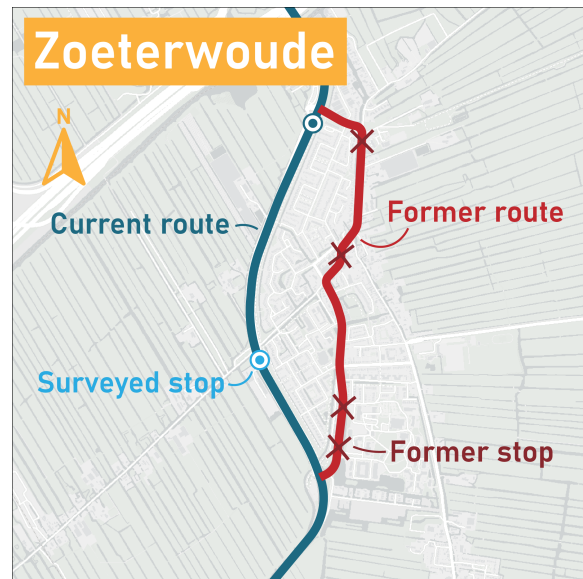 Zoeterwoude
N
Current route
Former route
Surveyed stop
Former stop